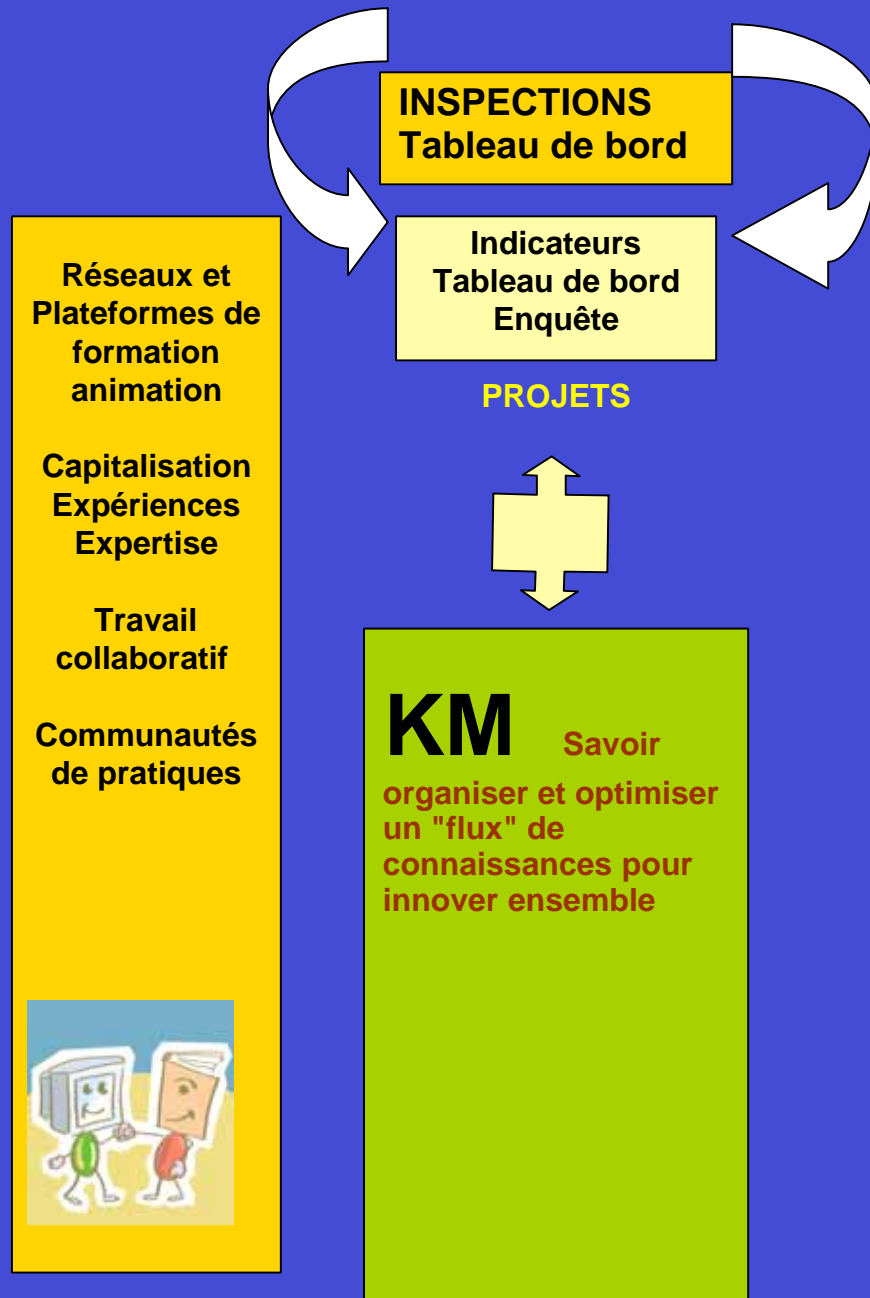 INSPECTIONS
Tableau de bord
Indicateurs
Tableau de bord
Enquête
PROJETS
Réseaux et
Plateformes de
formation
animation
Capitalisation
Expériences
Expertise
Travail
collaboratif
Communautés
de pratiques
KM Savoir
organiser et optimiser
un "flux" de
connaissances pour
innover ensemble